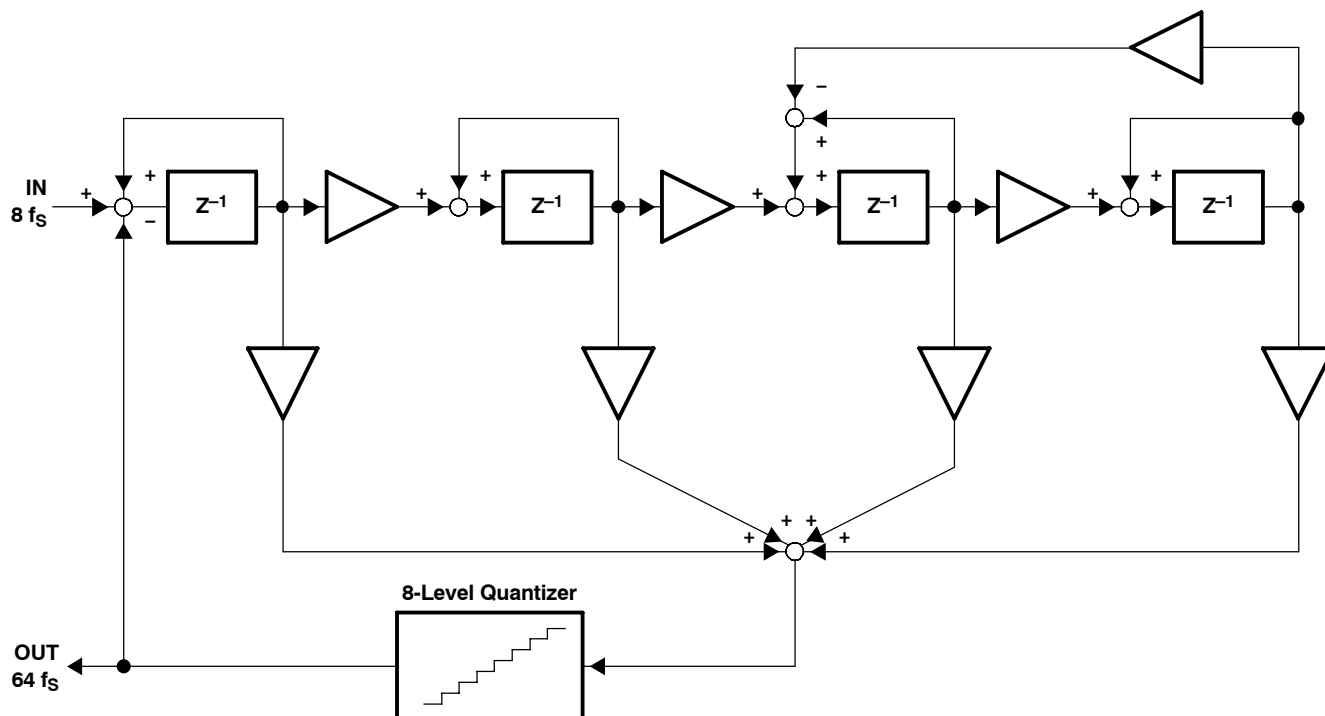 –
+
+ + – Z–1
+ + Z–1
+ + Z–1
+ + Z–1
IN
8 fS
+ + + +
8-Level Quantizer
OUT
64 fS